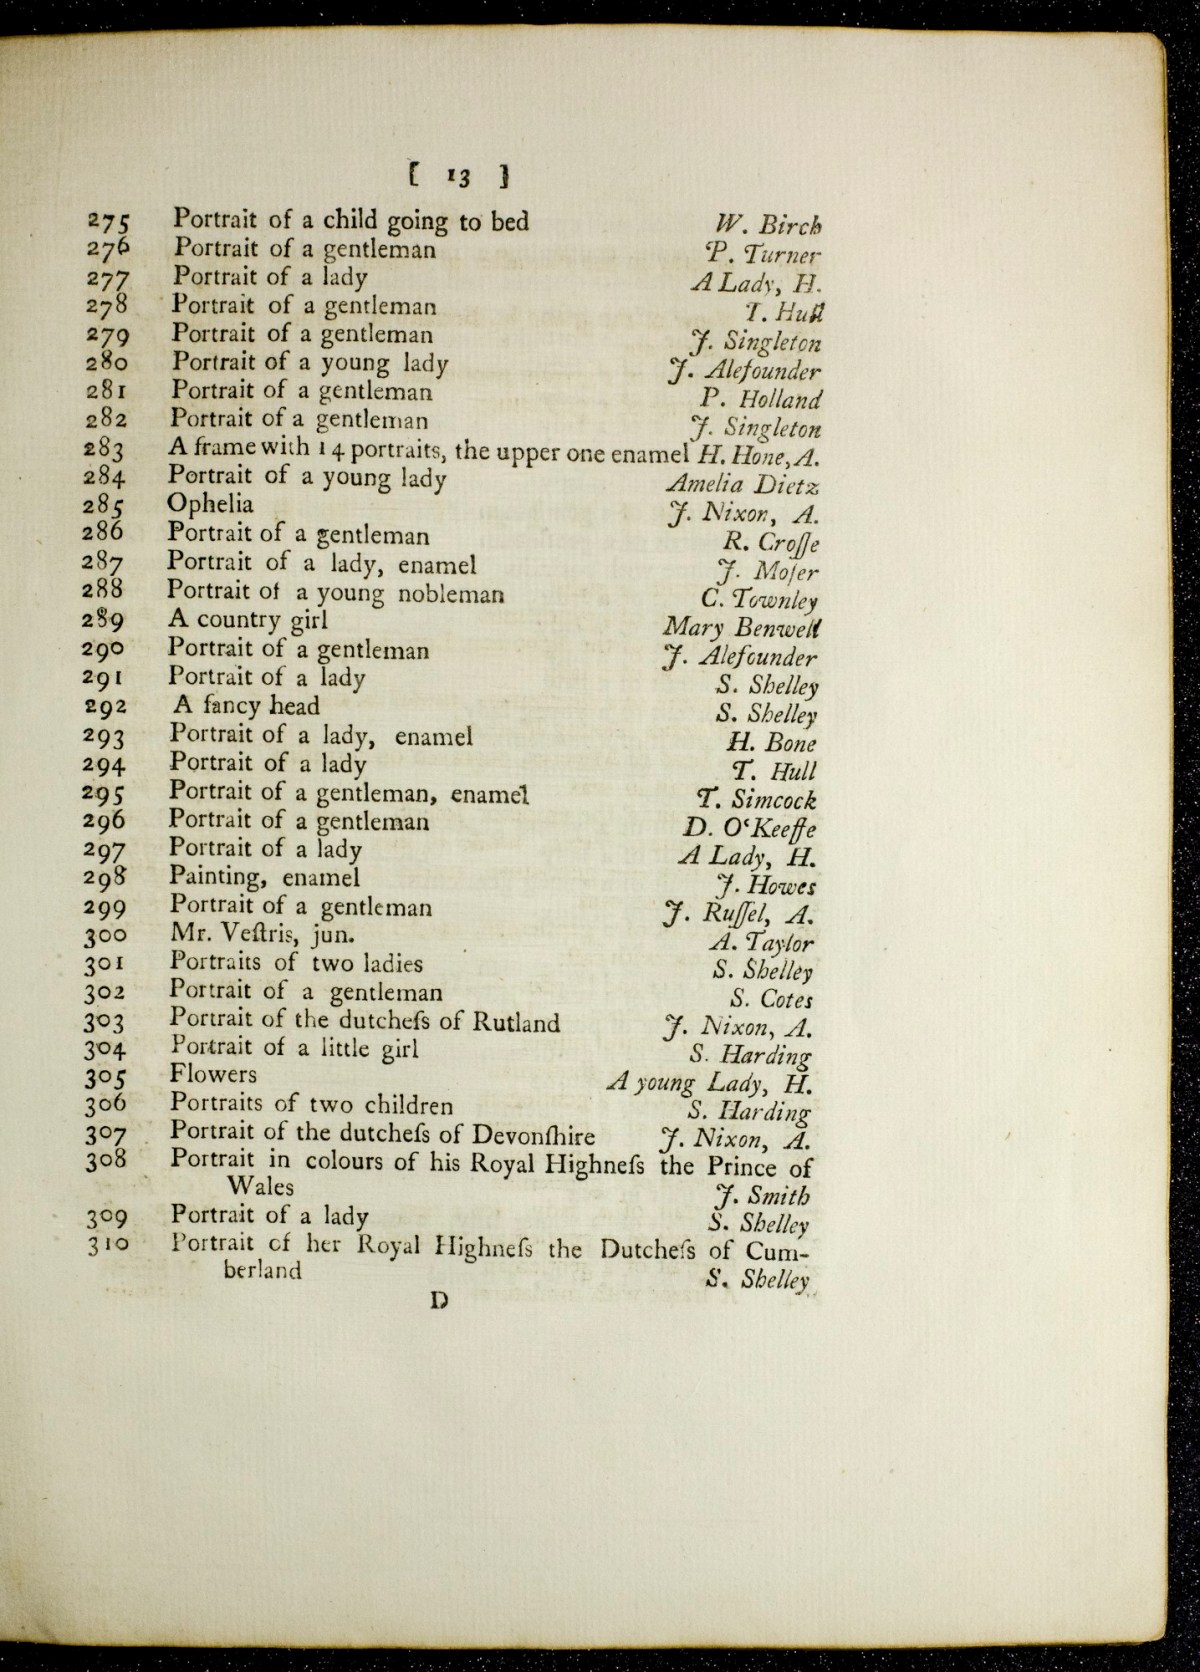 [ 13 ]
275 Portrait of a child going to bed W. Birch
276 Portrait of a gentleman P. Turner
277 Portrait of a lady A Lady, H.
278 Portrait of a gentleman T. Hull
279 Portrait of a gentleman J. Singleton
280 Portrait of a young lady J. Alefounder
281 Portrait of a gentleman P. Holland
282 Portrait of a gentleman J. Singleton
283 A frame with 14 portraits, the upper one enamel H. Hone, A.
284 Portrait of a young lady Amelia Dietz
285 Ophelia J. Nixon, A.
286 Portrait of a gentleman R. Croſſe
287 Portrait of a lady, enamel J. Moſer
288 Portrait of a young nobleman C. Townley
289 A country girl Mary Benwell
290 Portrait of a gentleman J. Alefounder
291 Portrait of a lady S. Shelley
292 A fancy head S. Shelley
293 Portrait of a lady, enamel H. Bone
294 Portrait of a lady T. Hull
295 Portrait of a gentleman, enamel T. Simcock
296 Portrait of a gentleman D. O‘Keeffe
297 Portrait of a lady A Lady, H.
298 Painting, enamel J. Howes
299 Portrait of a gentleman J. Ruſſel, A.
300 Mr. Veſtris, jun. A. Taylor
301 Portraits of two ladies S. Shelley
302 Portrait of a gentleman S. Cotes
303 Portrait of the dutcheſs of Rutland J. Nixon, A.
304 Portrait of a little girl S. Harding
305 Flowers A young Lady, H.
306 Portraits of two children S. Harding
307 Portrait of the dutcheſs of Devonſhire J. Nixon, A.
308 Portrait in colours of his Royal Highneſs the Prince of
Wales J. Smith
309 Portrait of a lady S. Shelley
310 Portrait of her Royal Highneſs the Dutcheſs of Cum-
berland S. Shelley
D